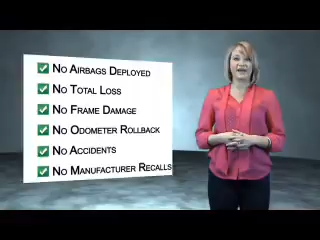 No Airbags Deployed
No Total Loss
No Frame Damage
No Odometer Rollback
No Accidents
No Manufacturer Recalls